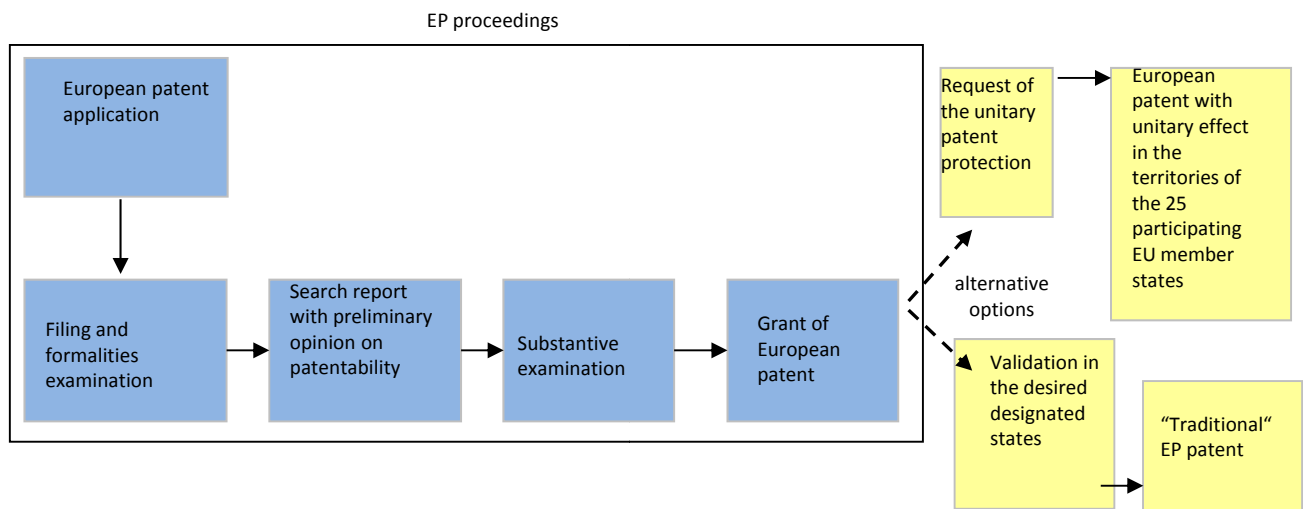 EP proceedings
European patent
application
Filing and
formalities
examination
Search report
with preliminary
opinion on
patentability
Substantive
examination
Grant of
European
patent
alternative
options
Request of
the unitary
patent
protection
European
patent with
unitary effect
in the
territories of
the 25
participating
EU member
states
Validation in
the desired
designated
states
“Traditional“
EP patent